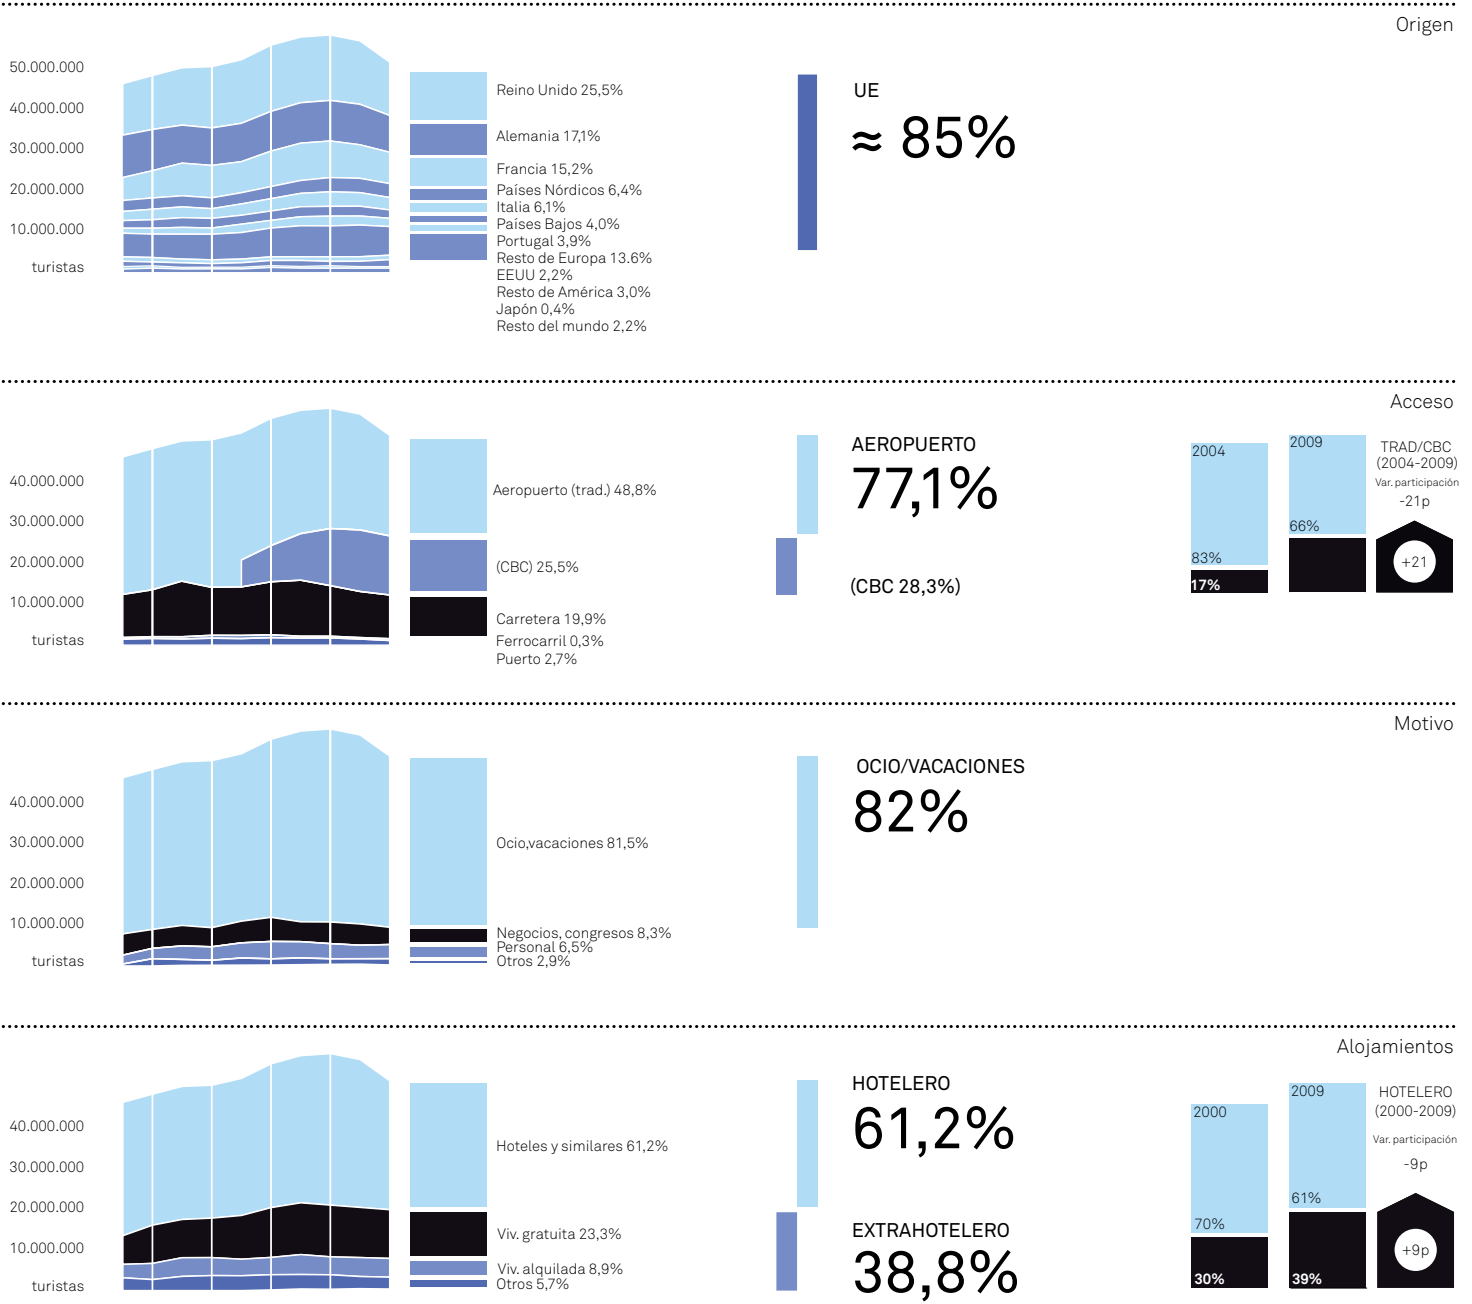 Origen
50.000.000
40.000.000
30.000.000
20.000.000
10.000.000
turistas
Reino Unido 25,5%
Alemania 17,1%
Francia 15,2%
Países Nórdicos 6,4%
Italia 6,1%
Países Bajos 4,0%
Portugal 3,9%
Resto de Europa 13.6%
EEUU 2,2%
Resto de América 3,0%
Japón 0,4%
Resto del mundo 2,2%
UE
≈ 85%
Acceso
40.000.000
30.000.000
20.000.000
10.000.000
turistas
Aeropuerto (trad.) 48,8%
(CBC) 25,5%
Carretera 19,9%
Ferrocarril 0,3%
Puerto 2,7%
AEROPUERTO
77,1%
(CBC 28,3%)
2004
83%
17%
2009
66%
TRAD/CBC
(2004-2009)
Var. participación
-21p
+21
Motivo
40.000.000
30.000.000
20.000.000
10.000.000
turistas
Ocio,vacaciones 81,5%
Negocios, congresos 8,3%
Personal 6,5%
Otros 2,9%
OCIO/VACACIONES
82%
Alojamientos
40.000.000
30.000.000
20.000.000
10.000.000
turistas
Hoteles y similares 61,2%
Viv. gratuita 23,3%
Viv. alquilada 8,9%
Otros 5,7%
HOTELERO
61,2%
EXTRAHOTELERO
38,8%
2000
70%
30%
2009
61%
39%
HOTELERO
(2000-2009)
Var. participación
-9p
+9p